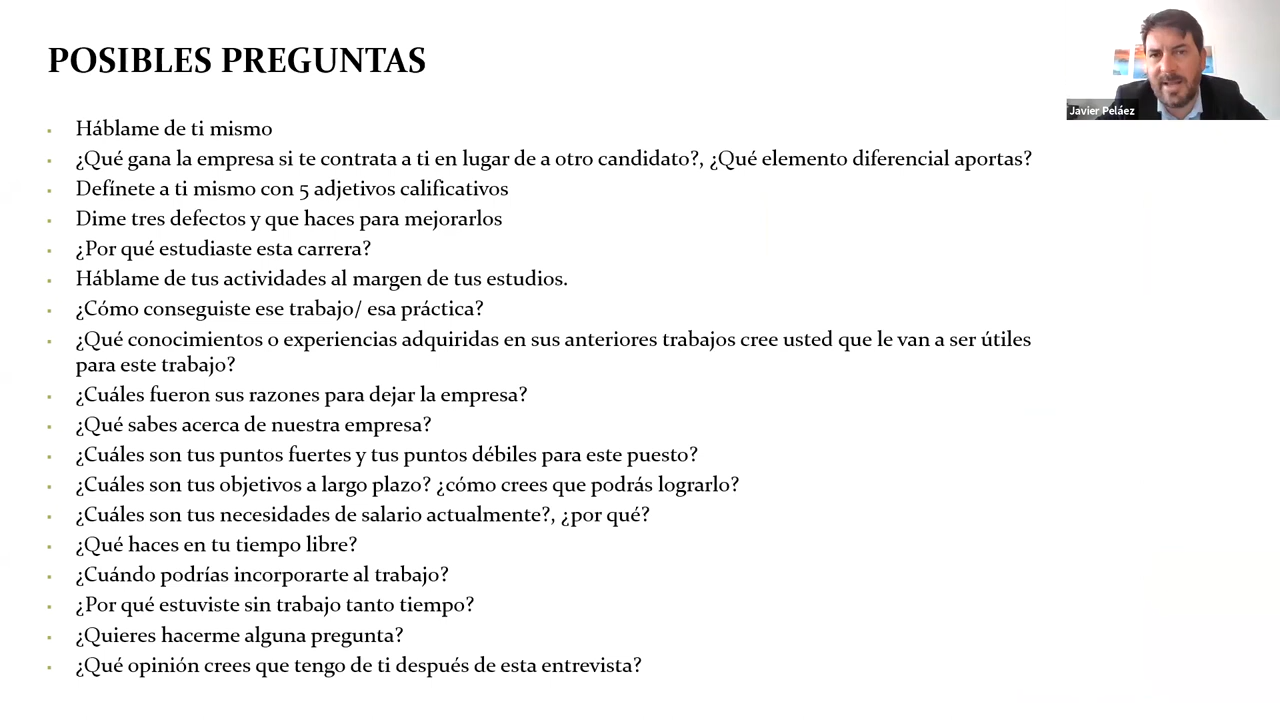 POSIBLES PREGUNTAS
Javier Peláez
Háblame de ti mismo
¿Qué gana la empresa si te contrata a ti en lugar de a otro candidato?, ¿Qué elemento diferencial aportas?
Defínete a ti mismo con 5 adjetivos calificativos
Dime tres defectos y que haces para mejorarlos
¿Por qué estudiaste esta carrera?
Háblame de tus actividades al margen de tus estudios.
¿Cómo conseguiste ese trabajo/ esa práctica?
¿Qué conocimientos o experiencias adquiridas en sus anteriores trabajos cree usted que le van a ser útiles
para este trabajo?
¿Cuáles fueron sus razones para dejar la empresa?
¿Qué sabes acerca de nuestra empresa?
¿Cuáles son tus puntos fuertes y tus puntos débiles para este puesto?
¿Cuáles son tus objetivos a largo plazo? ¿cómo crees que podrás lograrlo?
¿Cuáles son tus necesidades de salario actualmente?, ¿por qué?
¿Qué haces en tu tiempo libre?
¿Cuándo podrías incorporarte al trabajo?
¿Por qué estuviste sin trabajo tanto tiempo?
¿Quieres hacerme alguna pregunta?
¿Qué opinión crees que tengo de ti después de esta entrevista?